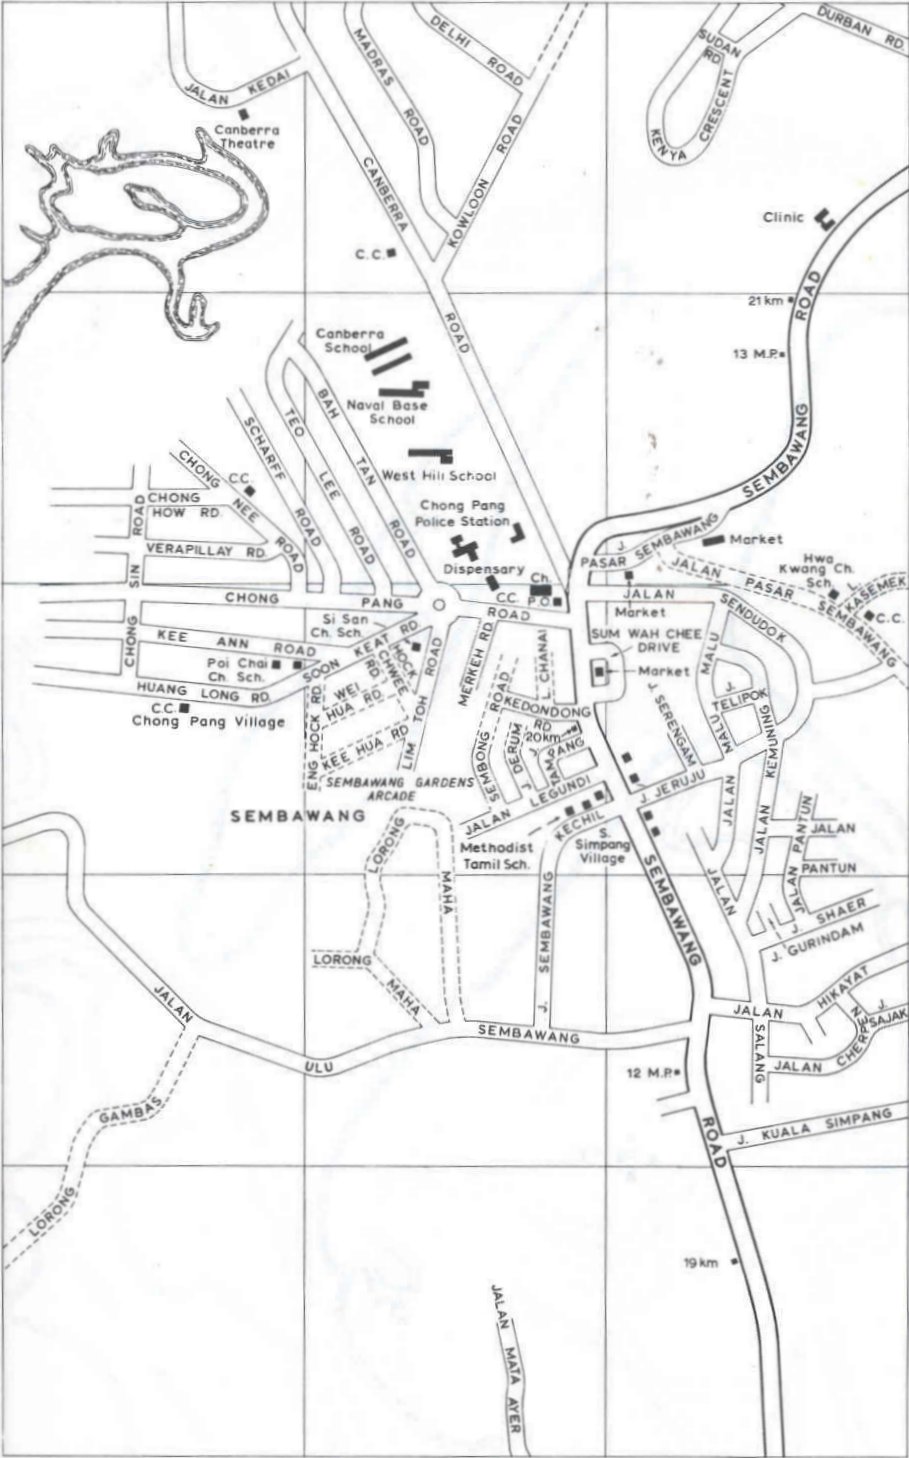 DURBAN RD.
DELHI ROAD
MADRAS ROAD
SUDAN RD
KENYA CRESCENT
JALAN KEDAI
Canberra
Theatre
CANBERRA ROAD
KOWLOON ROAD
Clinic
C.C.
21km
ROAD
13 M.P.
Canberra
School
Naval Base
School
BAH TAN ROAD
TEO LEE ROAD
SCHARFF ROAD
SEMBAWANG
CHONG NEE ROAD
C.C.
West Hill School
CHONG
HOW RD.
SIN ROAD
Chong Pang
Police Station
VERAPILLAY RD.
J. SEMBAWANG
PASAR
Market
Dispensary
JALAN PASAR SEMBAWANG
Hwa
Kwang Ch.
Sch.
L. KASEMEK
Ch.
CHONG PANG ROAD
CC.
P.O.
JALAN SENDUDOK
Market
C.C.
Si San
Ch. Sch.
KEE ANN ROAD
CHONG
SOON KEAT RD.
HOCK CHWEE RD
SUM WAH CHEE
DRIVE
MALU
L. CHANAI
MERKEH RD.
Poi Chai
Ch. Sch.
Market
HUANG LONG RD.
WEI
HUA RD
J. TELIPOK
C.C.
Chong Pang Village
LIM TOH ROAD
SEMBONG ROAD
KEDONDONG RD
J. SERENGAM
MALU
KEMUNING
20km
J. DERUM
J. TAMPANG
KEE HUA RD
ENG HOCK RD.
SEMBAWANG GARDENS
ARCADE
JALAN LEGUNDI
J. JERUJU
JALAN
SEMBAWANG
LORONG
KECHIL
JALAN
JALAN PANTUN
JALAN
Methodist
Tamil Sch.
S.
Simpang
Village
MAHA
PANTUN
J. SEMBAWANG
SEMBAWANG
JALAN
J. SHAER
J. GURINDAM
LORONG
MAHA
HIKAYAT
JALAN
JALAN
J.
SAJAK
ULU
SEMBAWANG
SALANG
JALAN CHERPEN
12 M.P.
GAMBAS
ROAD
J. KUALA SIMPANG
LORONG
19km
JALAN MATA AYER